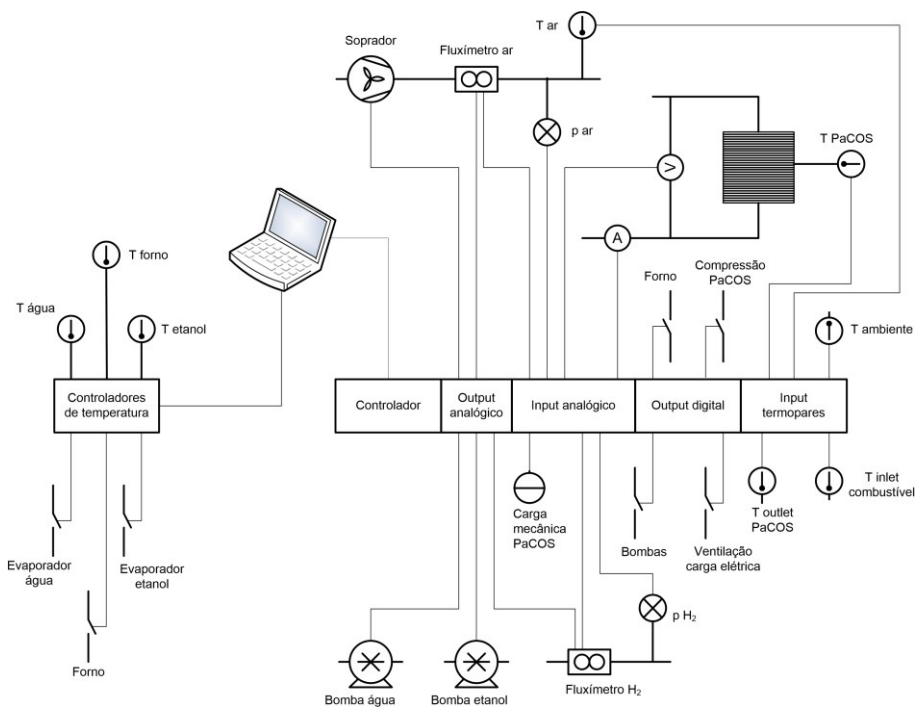 T ar
Soprador
Fluxímetro ar
p ar
T PaCOS
V
A
T forno
Forno
Compressão
PaCOS
T água
T etanol
T ambiente
Controladores
de temperatura
Controlador
Output
analógico
Input analógico
Output digital
Input
termopares
T inlet
combustível
Carga
mecânica
PaCOS
T outlet
PaCOS
Bombas
Ventilação
carga elétrica
Evaporador
água
Evaporador
etanol
p H₂
Forno
Bomba água
Bomba etanol
Fluxímetro H₂